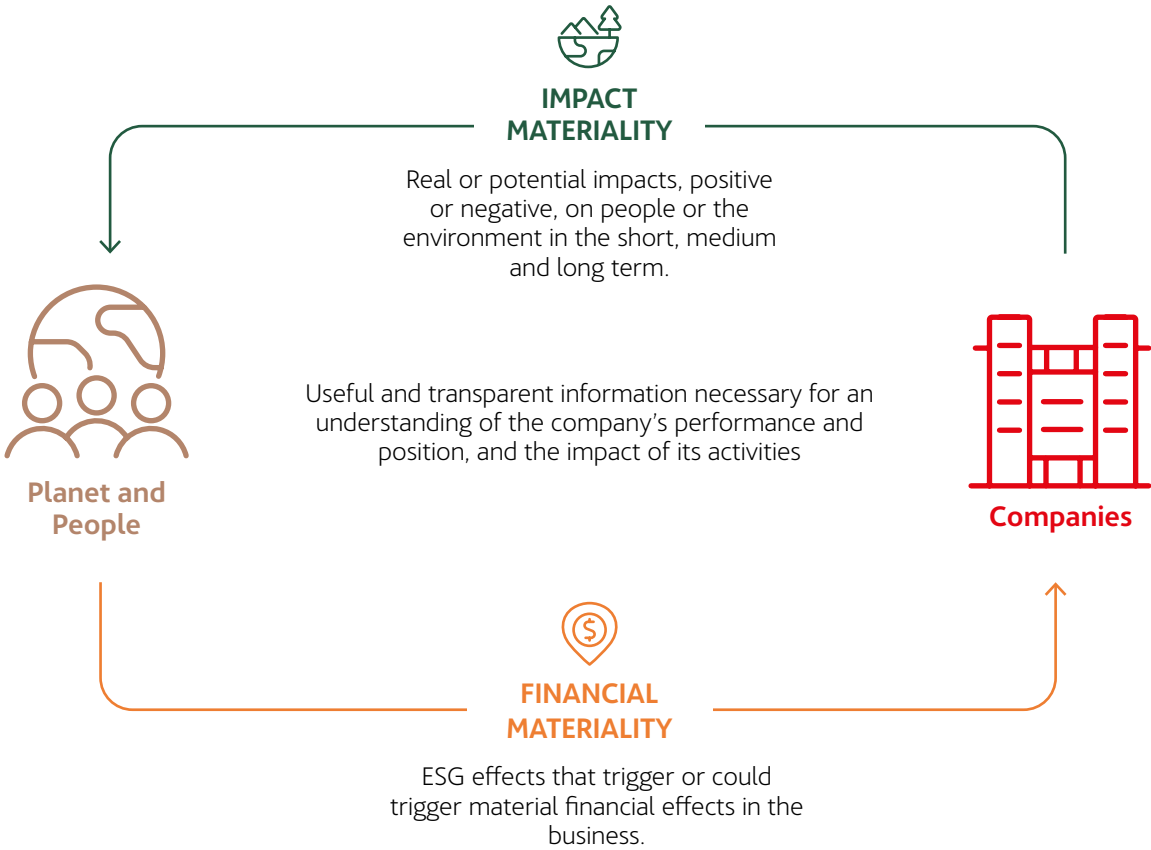 IMPACT
MATERIALITY
Real or potential impacts, positive
or negative, on people or the
environment in the short, medium
and long term.
Useful and transparent information necessary for an
understanding of the company’s performance and
position, and the impact of its activities
Planet and
People
Companies
$
FINANCIAL
MATERIALITY
ESG effects that trigger or could
trigger material financial effects in the
business.